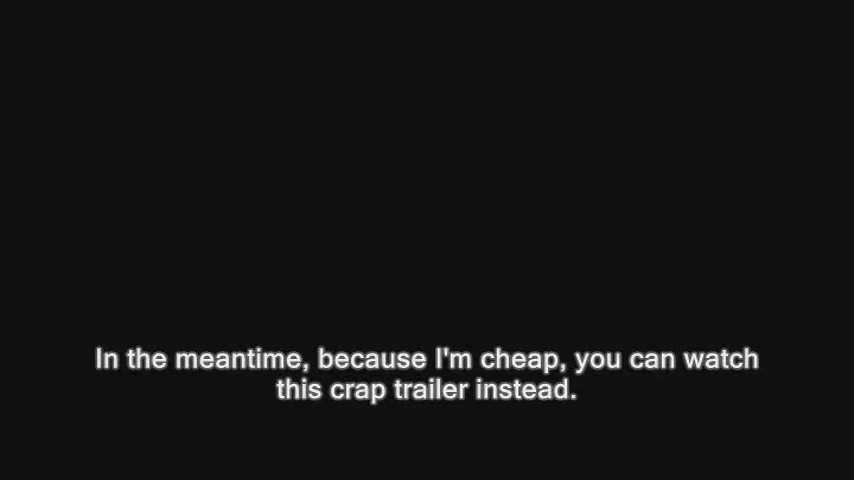 In the meantime, because I'm cheap, you can watch
this crap trailer instead.